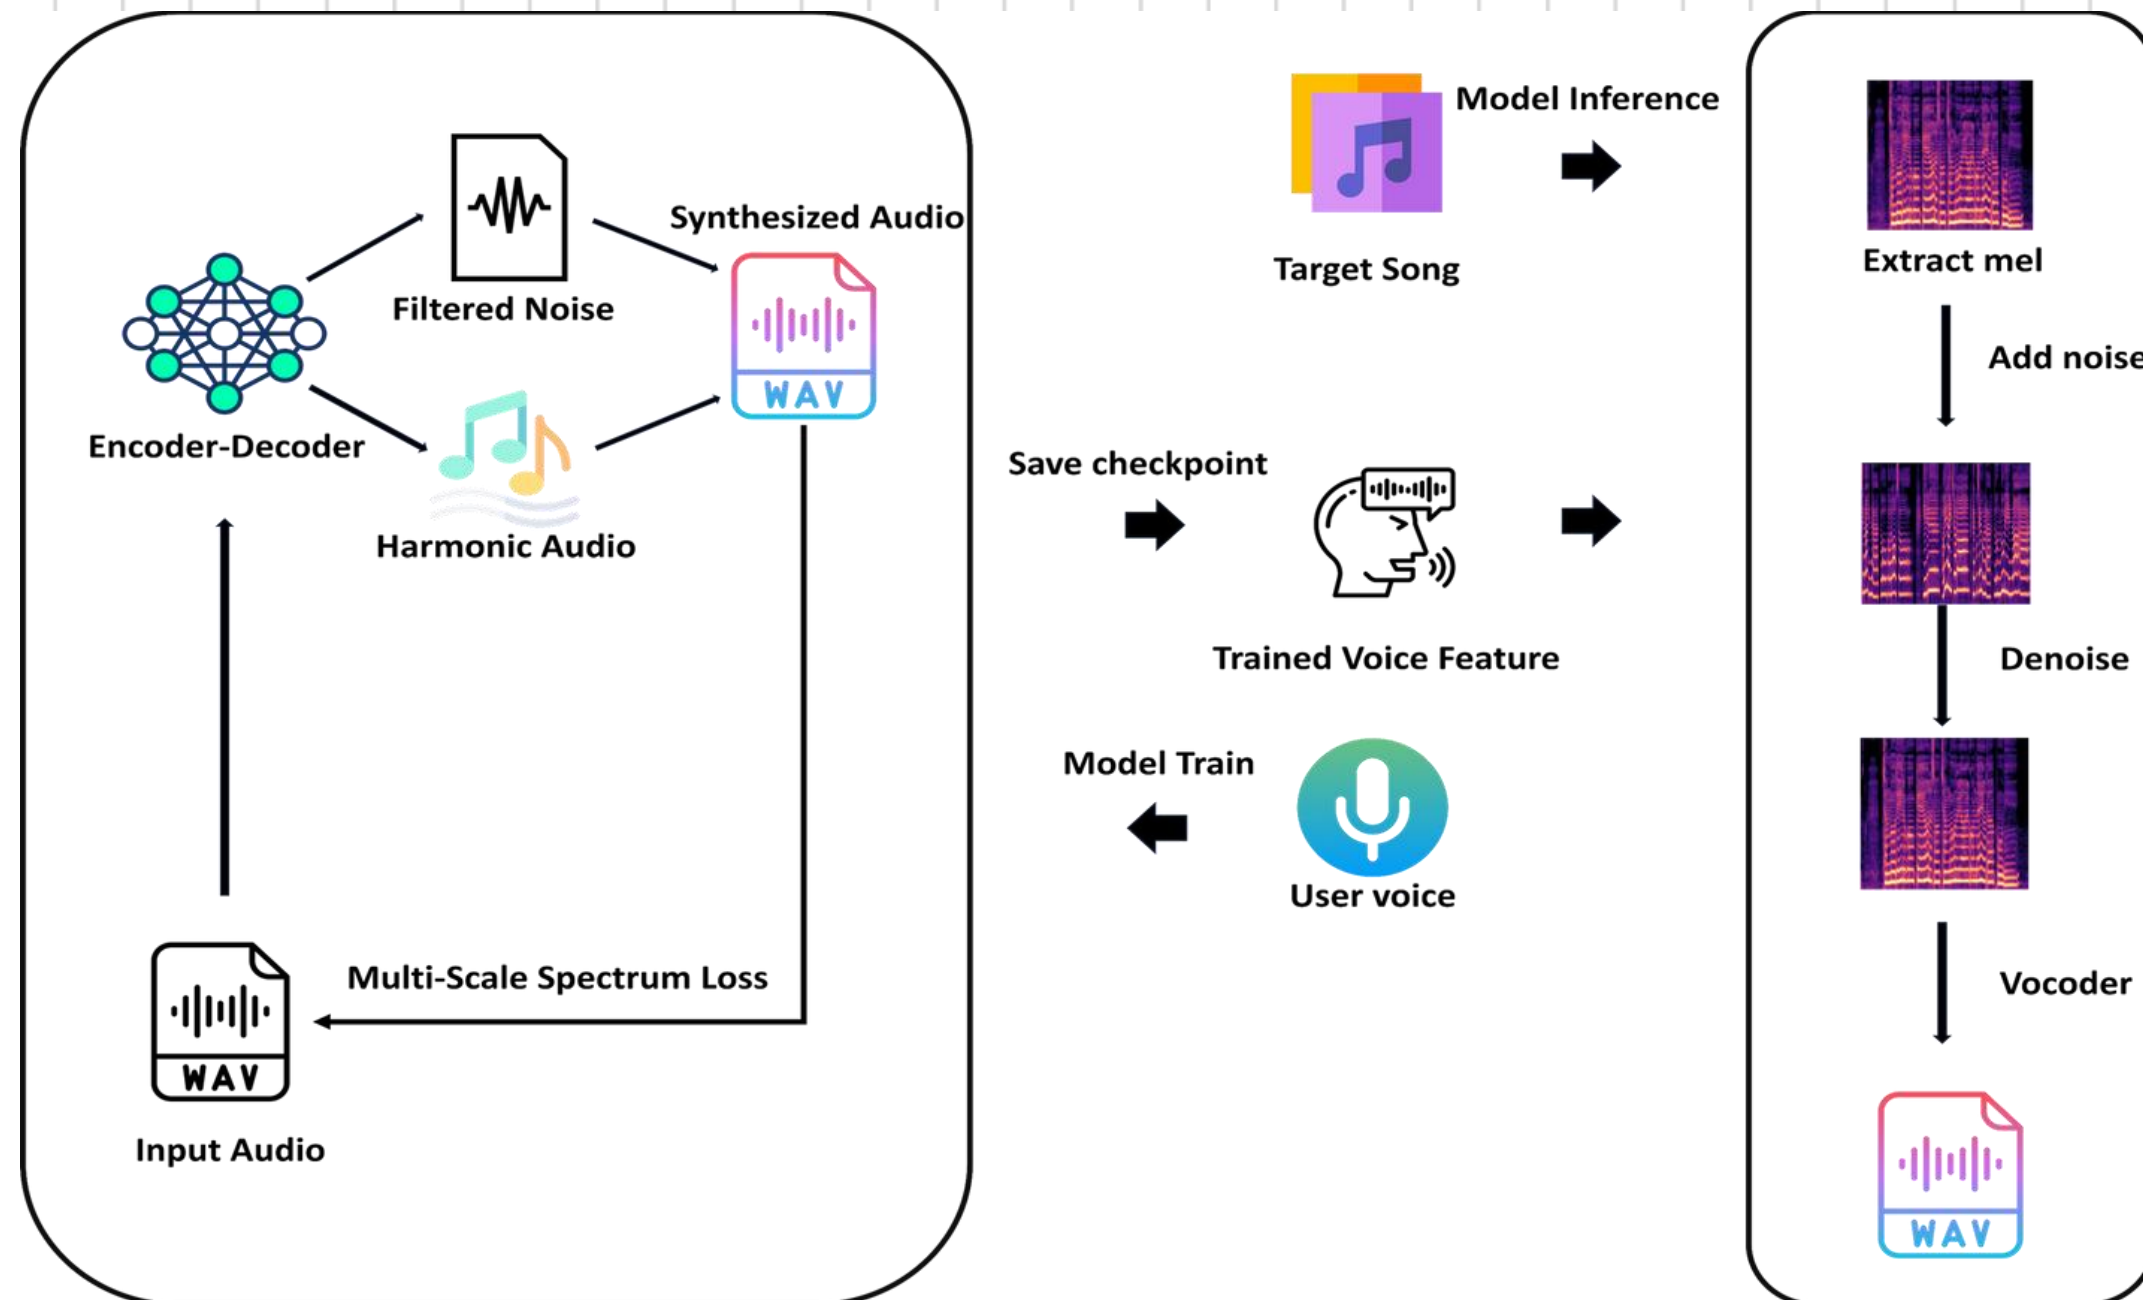 Filtered Noise
Synthesized Audio
WAV
Encoder-Decoder
Harmonic Audio
Multi-Scale Spectrum Loss
WAV
Input Audio
Model Inference
Target Song
Save checkpoint
Trained Voice Feature
Model Train
User voice
Extract mel
Add noise
Denoise
Vocoder
WAV